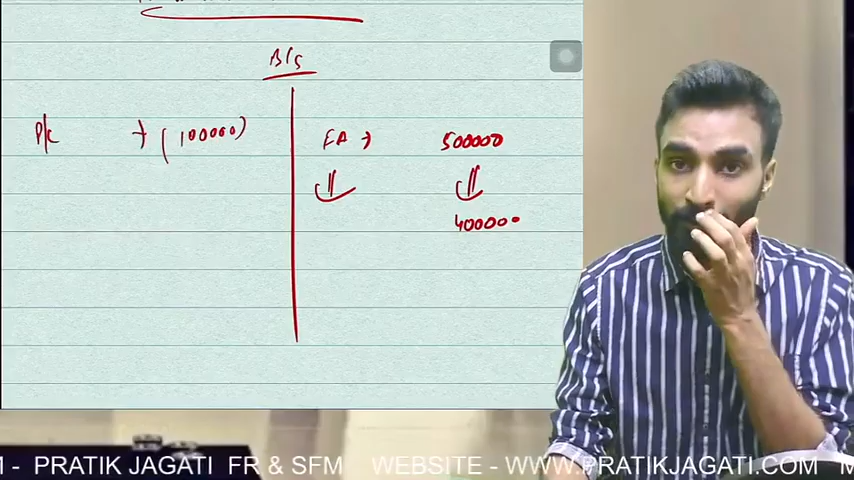 B/S
P/L → (100000)
FA → 500000
400000
M - PRATIK JAGATI FR & SFM WEBSITE - WWW.PRATIKJAGATI.COM M